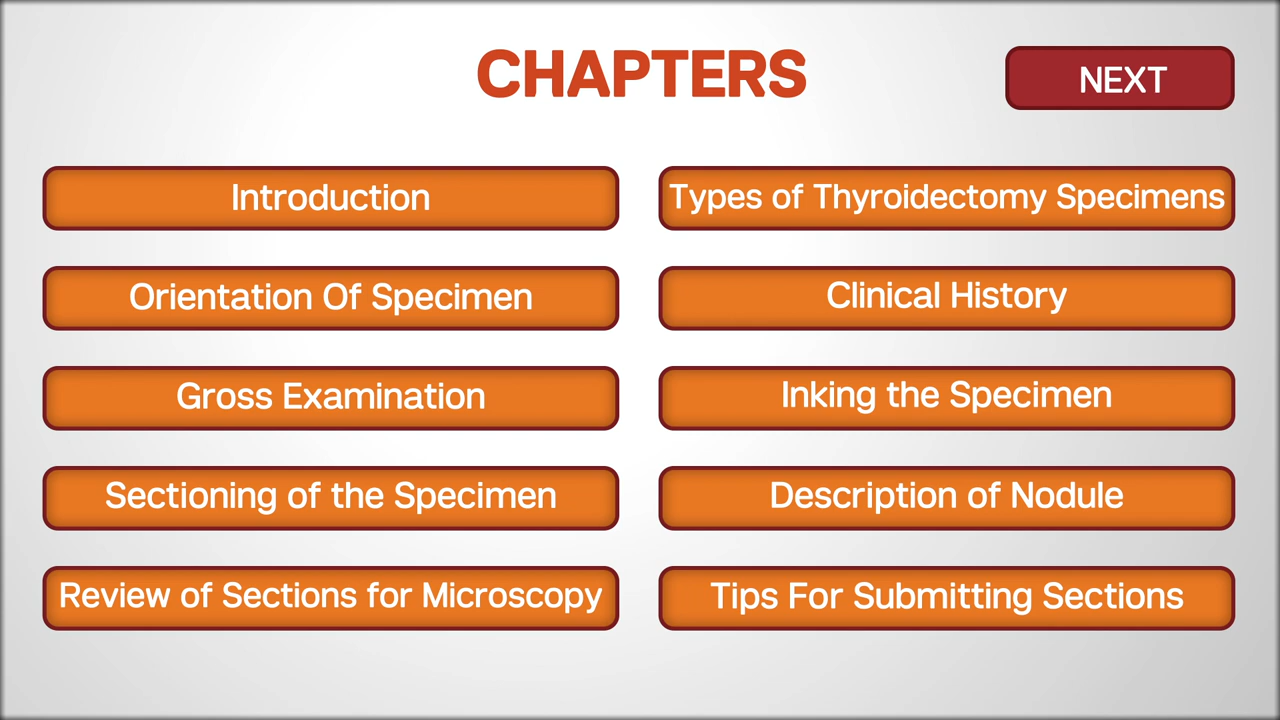 CHAPTERS
NEXT
Introduction
Types of Thyroidectomy Specimens
Orientation Of Specimen
Clinical History
Gross Examination
Inking the Specimen
Sectioning of the Specimen
Description of Nodule
Review of Sections for Microscopy
Tips For Submitting Sections